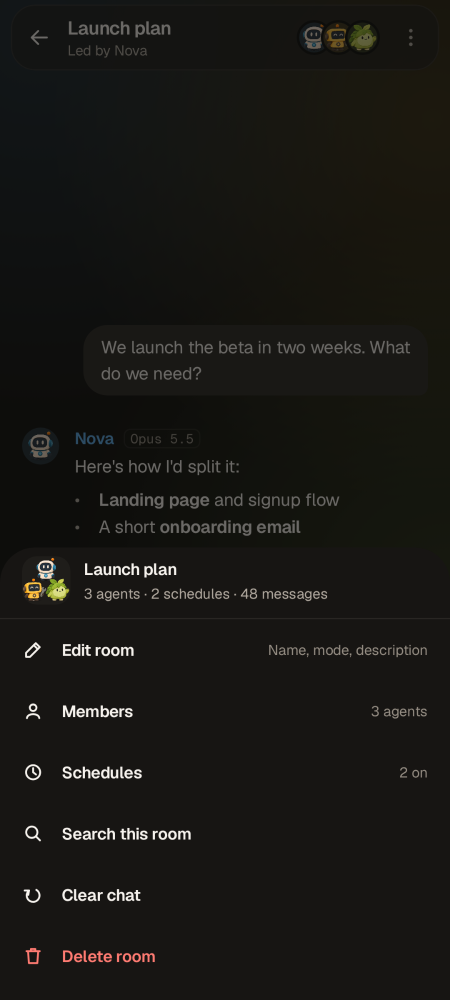 Launch plan
Led by Nova
We launch the beta in two weeks. What
do we need?
Nova Opus 5.5
Here's how I'd split it:
• Landing page and signup flow
• A short onboarding email
Launch plan
3 agents · 2 schedules · 48 messages
Edit room Name, mode, description
Members 3 agents
Schedules 2 on
Search this room
Clear chat
Delete room